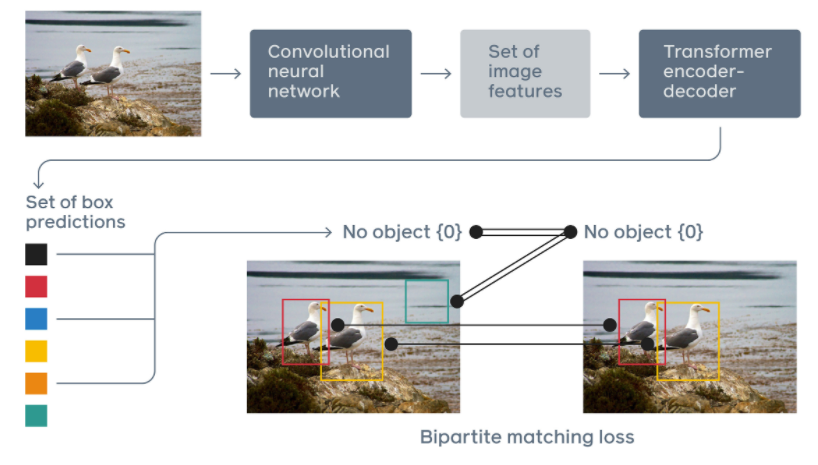 Convolutional
neural
network
Set of
image
features
Transformer
encoder-
decoder
Set of box
predictions
No object {0}
No object {0}
Bipartite matching loss